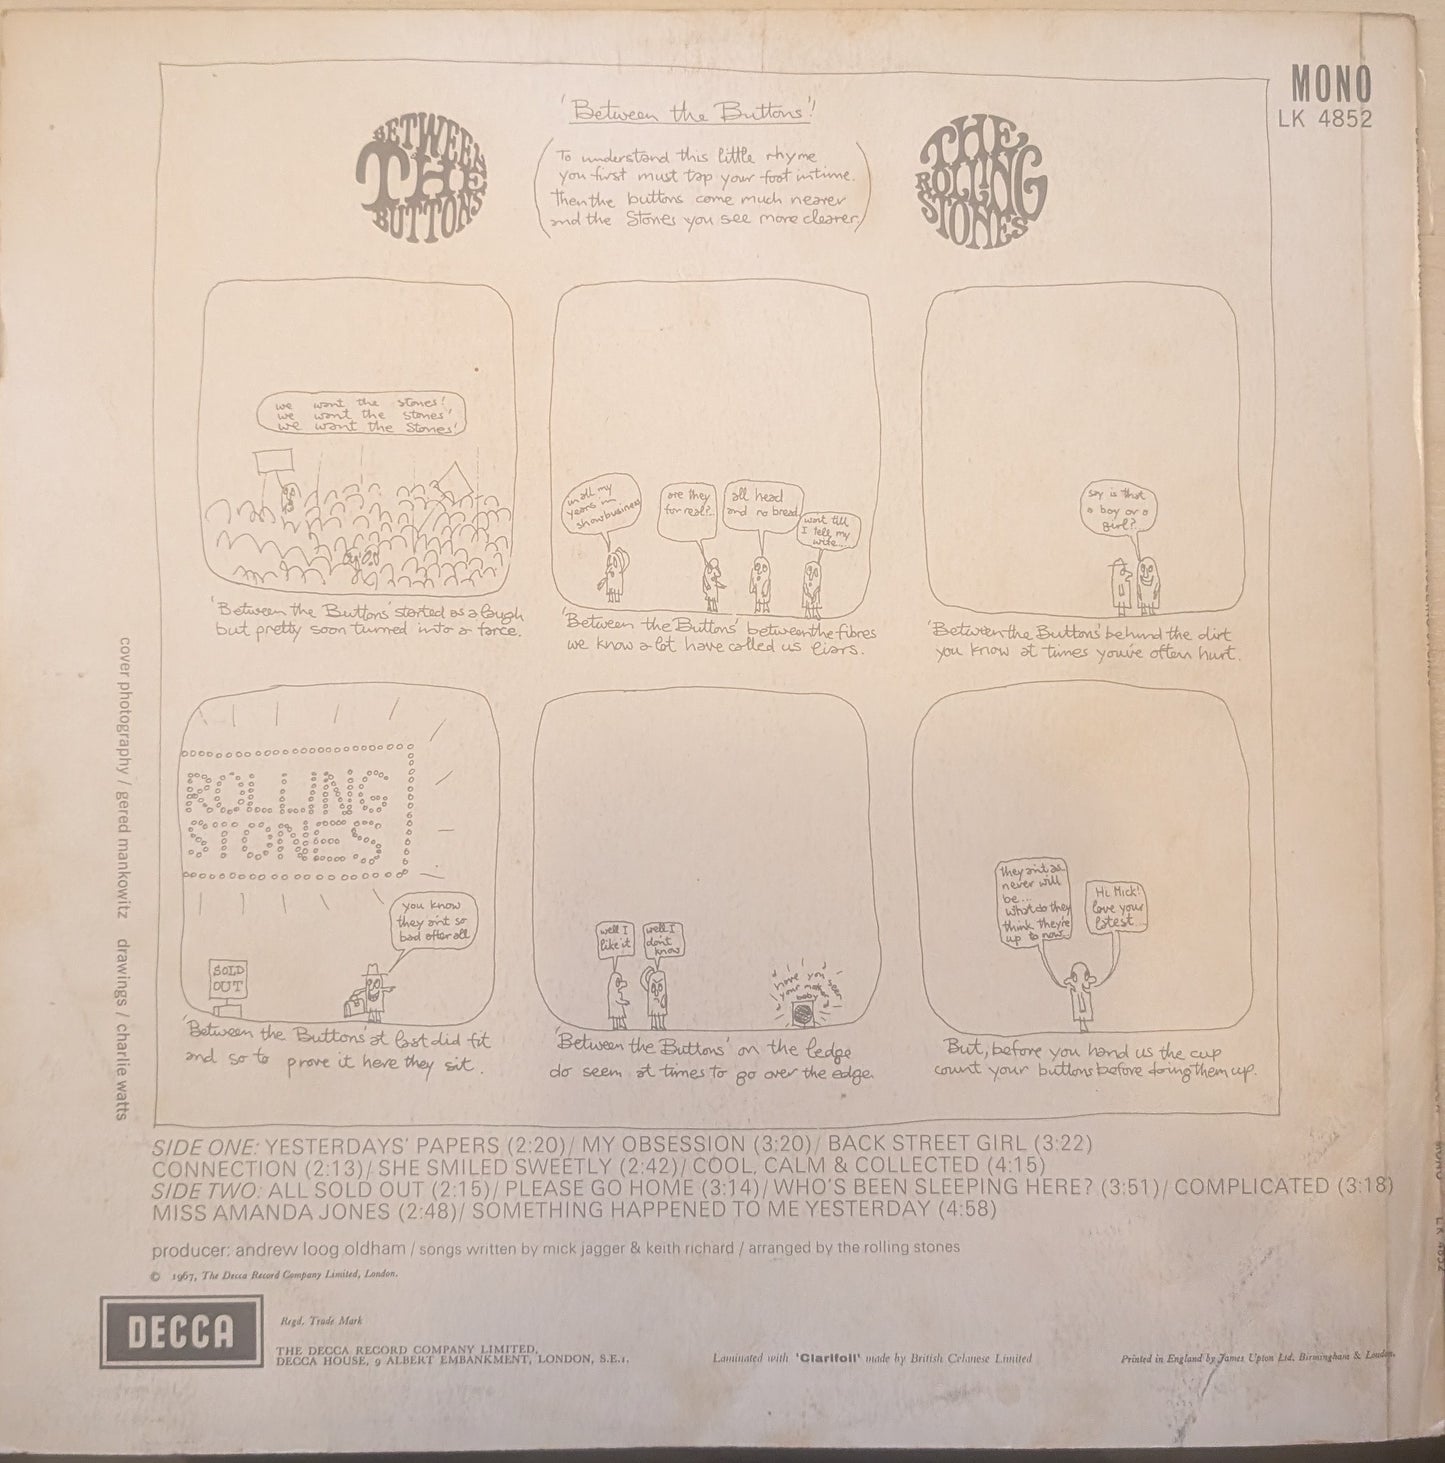 MONO
LK 4852
'Between the Buttons'!
BETWEEN
THE
BUTTONS
To understand this little rhyme
you first must tap your foot in time.
Then the buttons come much nearer
and the Stones you see more clearer
THE
ROLLING
STONES
we want the stones!
we want the stones!
we want the Stones!
'Between the Buttons' started as a laugh
but pretty soon turned into a farce.
in all my
years in
showbusiness
are they
for real?..
all head
and no bread
wait till
I tell my
wife...
'Between the Buttons' between the fibres
we know a lot have called us liars.
say is that
a boy or a
girl?
'Between the Buttons' behind the dirt
you know at times you're often hurt.
ROLLING
STONES
you know
they aint so
bad after all
SOLD
OUT
'Between the Buttons' at last did fit
and so to prove it here they sit.
well I
like it
well I
dont
know
have you seen
your mother
baby
'Between the Buttons' on the ledge
do seem at times to go over the edge.
they aint as
never will
be...
what do they
think they're
up to now
Hi Mick!
love your
latest...
But, before you hand us the cup
count your buttons before doing them up.
cover photography / gered mankowitz drawings / charlie watts
SIDE ONE: YESTERDAYS' PAPERS (2:20)/ MY OBSESSION (3:20)/ BACK STREET GIRL (3:22)
CONNECTION (2:13)/ SHE SMILED SWEETLY (2:42)/ COOL, CALM & COLLECTED (4:15)
SIDE TWO: ALL SOLD OUT (2:15)/ PLEASE GO HOME (3:14)/ WHO'S BEEN SLEEPING HERE? (3:51)/ COMPLICATED (3:18)
MISS AMANDA JONES (2:48)/ SOMETHING HAPPENED TO ME YESTERDAY (4:58)
producer: andrew loog oldham / songs written by mick jagger & keith richard / arranged by the rolling stones
© 1967, The Decca Record Company Limited, London.
DECCA
Regd. Trade Mark
THE DECCA RECORD COMPANY LIMITED,
DECCA HOUSE, 9 ALBERT EMBANKMENT, LONDON, S.E.1.
Laminated with 'Clarifoil' made by British Celanese Limited
Printed in England by James Upton Ltd. Birmingham & London.